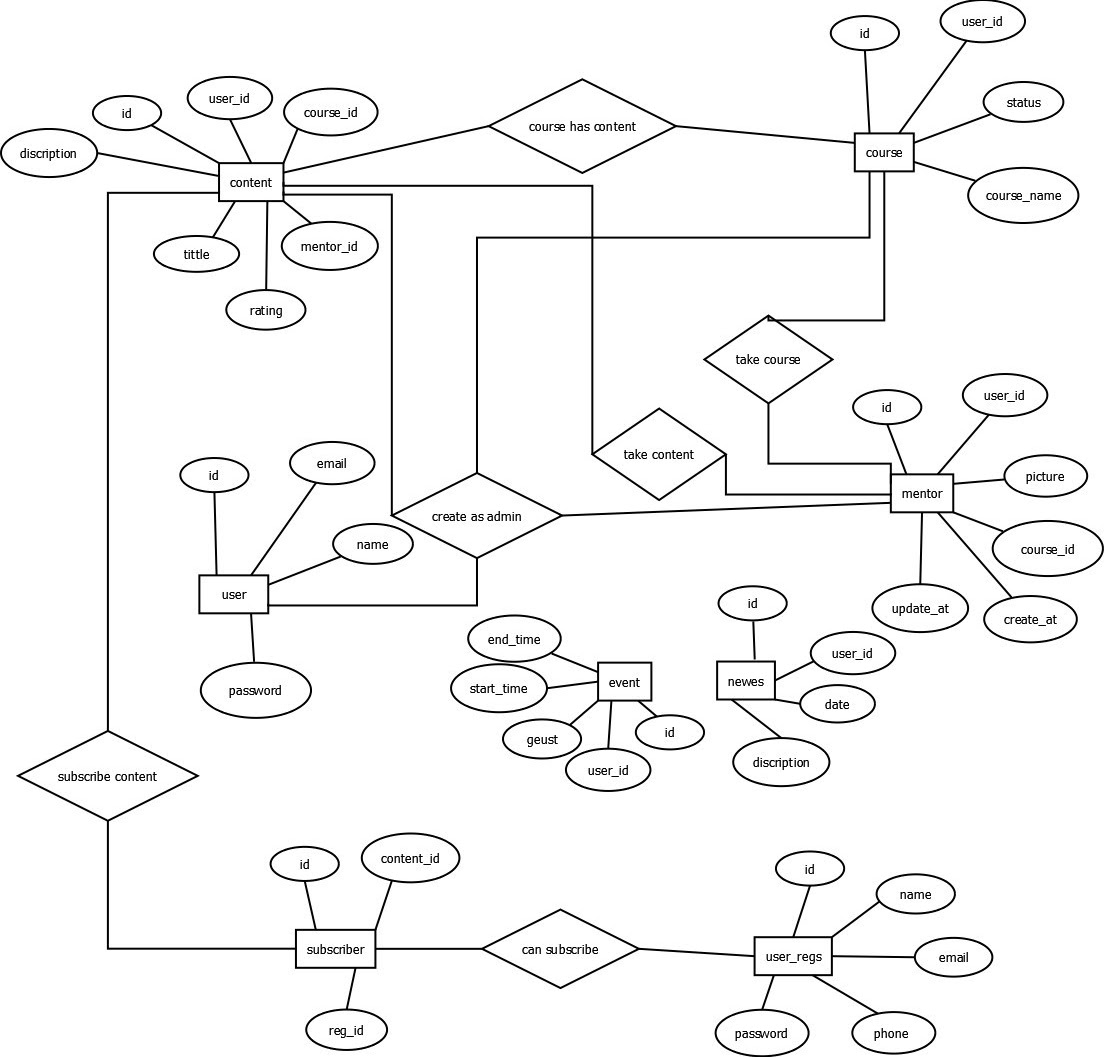 id
user_id
status
course_name
course
course has content
id
user_id
course_id
discription
content
tittle
mentor_id
rating
take course
take content
id
user_id
picture
mentor
course_id
update_at
create_at
create as admin
id
email
name
user
password
end_time
start_time
event
geust
id
user_id
id
user_id
newes
date
discription
subscribe content
id
content_id
subscriber
reg_id
can subscribe
id
name
user_regs
email
password
phone